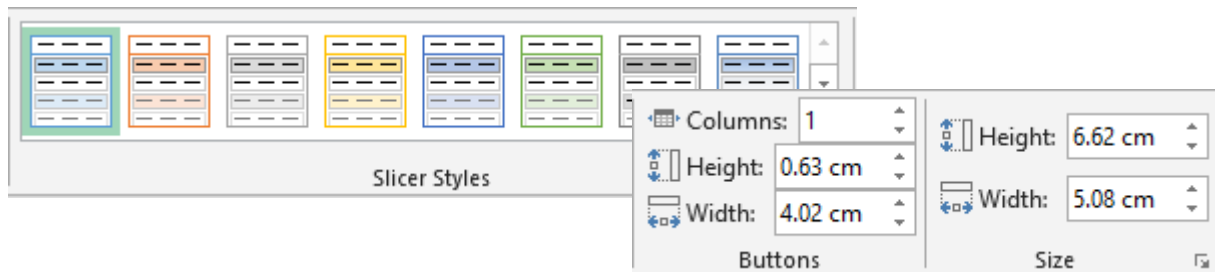 Slicer Styles
Columns: 1
Height: 0.63 cm
Width: 4.02 cm
Buttons
Height: 6.62 cm
Width: 5.08 cm
Size